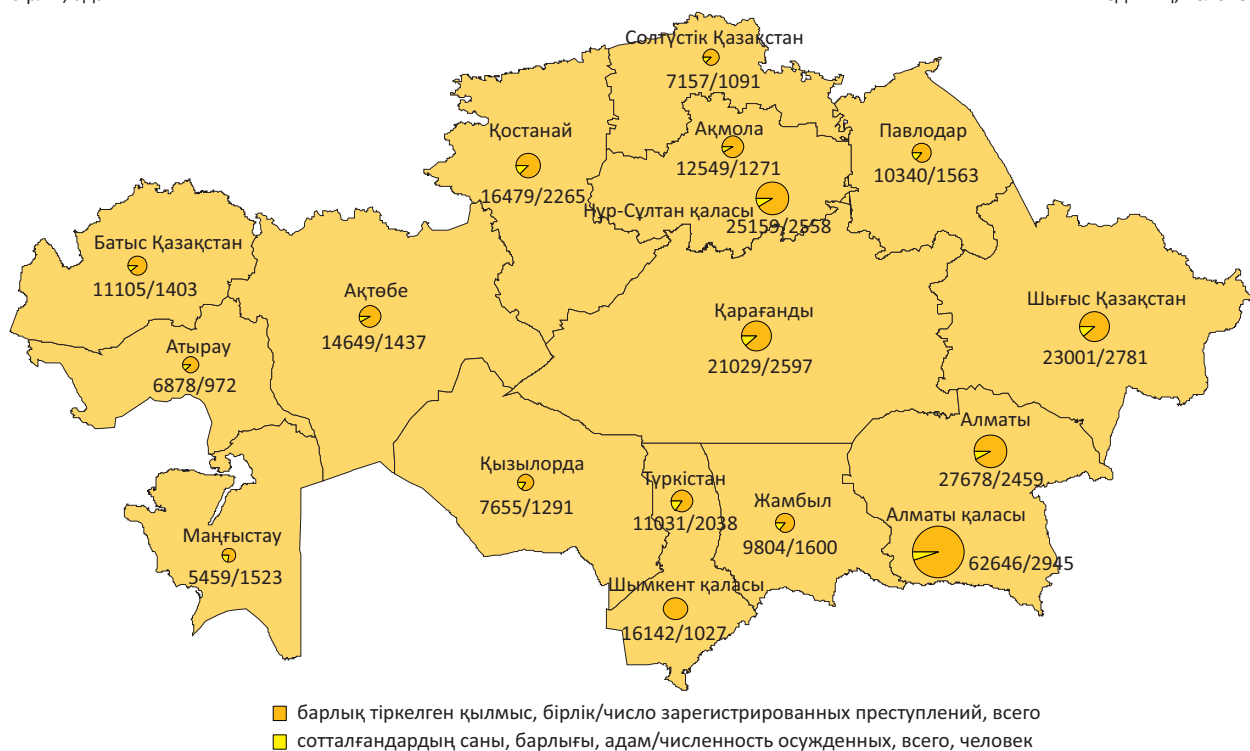 Солтүстік Қазақстан
7157/1091
Қостанай
16479/2265
Ақмола
12549/1271
Павлодар
10340/1563
Нұр-Сұлтан қаласы
25159/2558
Батыс Қазақстан
11105/1403
Ақтөбе
14649/1437
Қарағанды
21029/2597
Шығыс Қазақстан
23001/2781
Атырау
6878/972
Алматы
27678/2459
Қызылорда
7655/1291
Түркістан
11031/2038
Жамбыл
9804/1600
Алматы қаласы
62646/2945
Маңғыстау
5459/1523
Шымкент қаласы
16142/1027
барлық тіркелген қылмыс, бірлік/число зарегистрированных преступлений, всего
сотталғандардың саны, барлығы, адам/численность осужденных, всего, человек